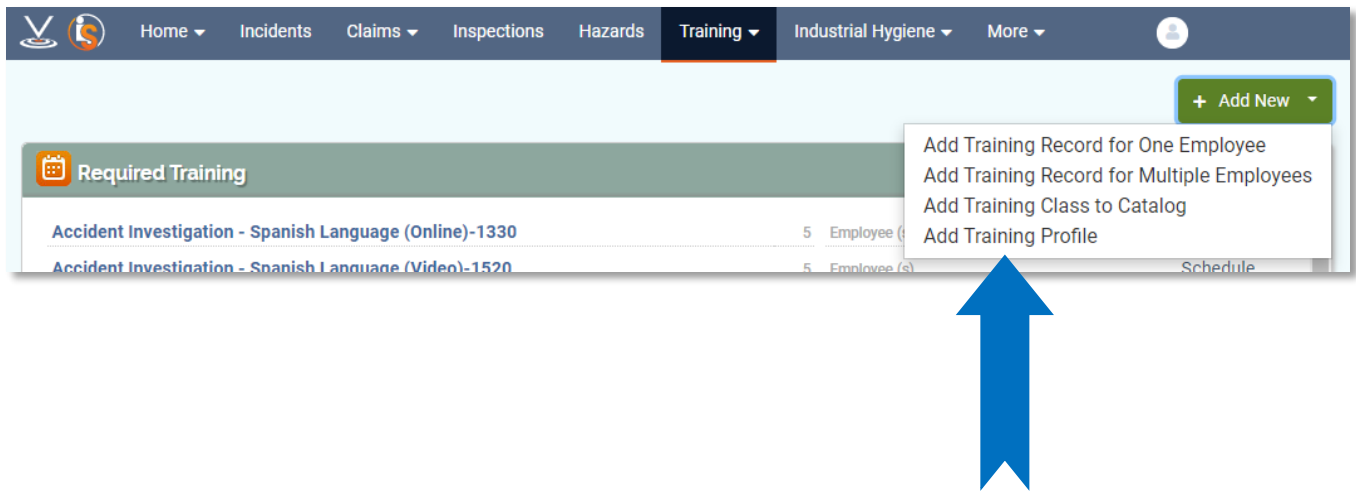 Home Incidents Claims Inspections Hazards Training Industrial Hygiene More
+ Add New
Required Training
Add Training Record for One Employee
Add Training Record for Multiple Employees
Add Training Class to Catalog
Add Training Profile
Accident Investigation - Spanish Language (Online)-1330 5 Employee (
Accident Investigation - Spanish Language (Video)-1520 5 Employee (s) Schedule